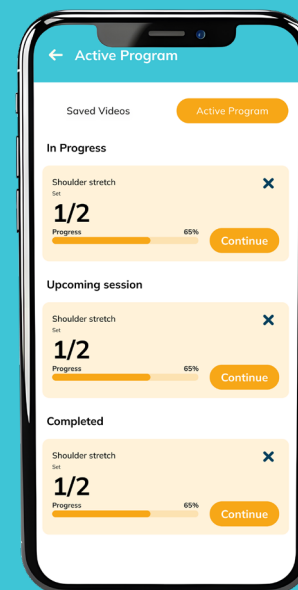 Active Program
Saved Videos
Active Program
In Progress
Shoulder stretch
Set
1/2
Progress 65%
Continue
Upcoming session
Shoulder stretch
Set
1/2
Progress 65%
Continue
Completed
Shoulder stretch
Set
1/2
Progress 65%
Continue